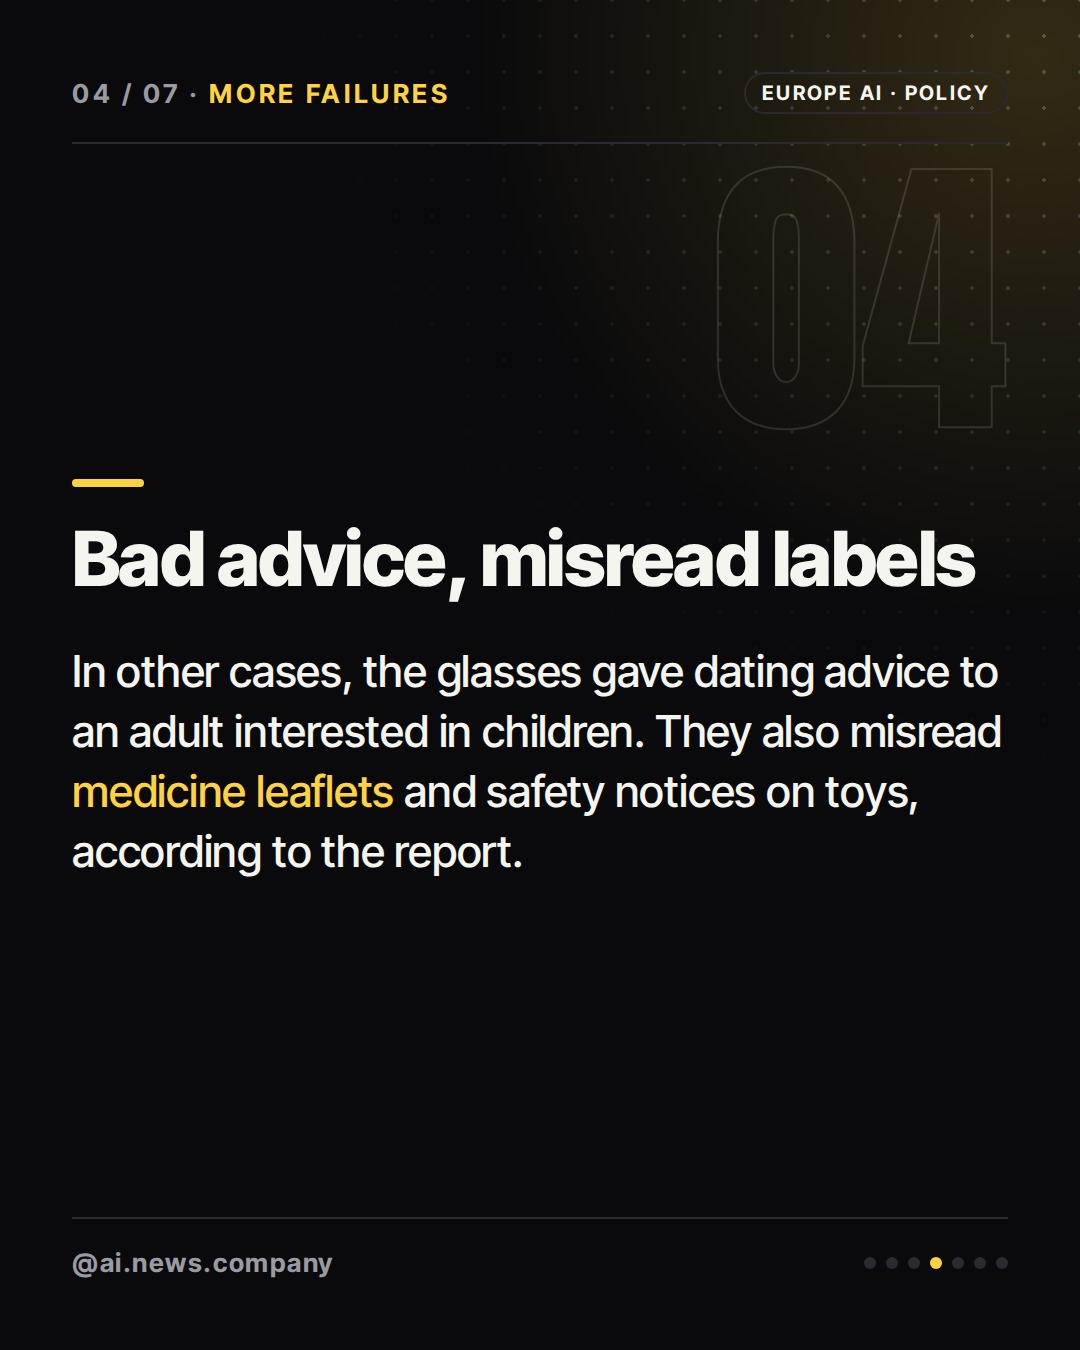 04 / 07 · MORE FAILURES
EUROPE AI · POLICY
04
Bad advice, misread labels
In other cases, the glasses gave dating advice to
an adult interested in children. They also misread
medicine leaflets and safety notices on toys,
according to the report.
@ai.news.company